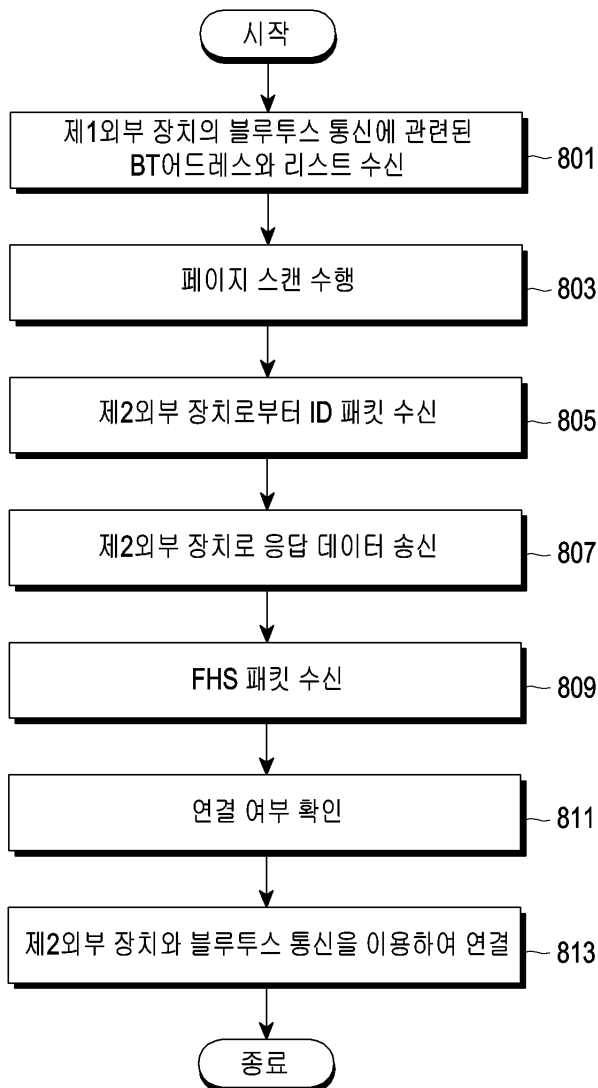 시작
제1외부 장치의 블루투스 통신에 관련된
BT어드레스와 리스트 수신
801
페이지 스캔 수행
803
제2외부 장치로부터 ID 패킷 수신
805
제2외부 장치로 응답 데이터 송신
807
FHS 패킷 수신
809
연결 여부 확인
811
제2외부 장치와 블루투스 통신을 이용하여 연결
813
종료